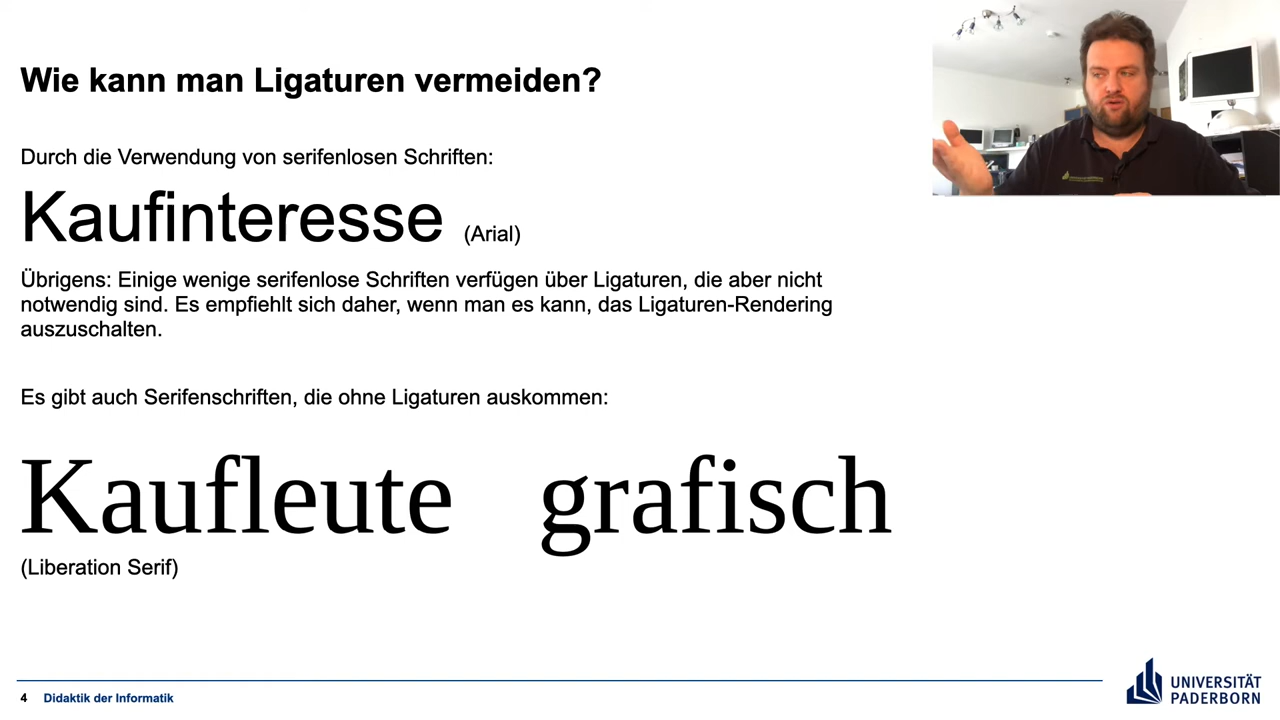 Wie kann man Ligaturen vermeiden?
Durch die Verwendung von serifenlosen Schriften:
Kaufinteresse (Arial)
Übrigens: Einige wenige serifenlose Schriften verfügen über Ligaturen, die aber nicht
notwendig sind. Es empfiehlt sich daher, wenn man es kann, das Ligaturen-Rendering
auszuschalten.
Es gibt auch Serifenschriften, die ohne Ligaturen auskommen:
Kaufleute grafisch
(Liberation Serif)
4 Didaktik der Informatik
UNIVERSITÄT
PADERBORN